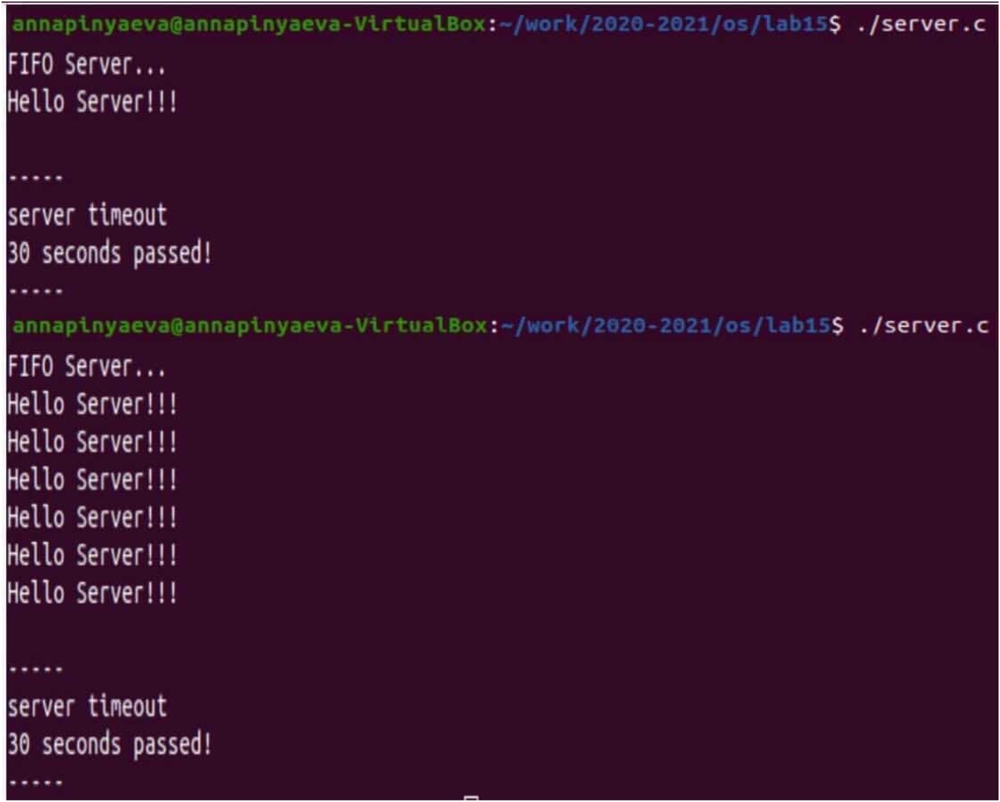 annapinyaeva@annapinyaeva-VirtualBox:~/work/2020-2021/os/lab15$ ./server.c
FIFO Server...
Hello Server!!!
-----
server timeout
30 seconds passed!
-----
annapinyaeva@annapinyaeva-VirtualBox:~/work/2020-2021/os/lab15$ ./server.c
FIFO Server...
Hello Server!!!
Hello Server!!!
Hello Server!!!
Hello Server!!!
Hello Server!!!
Hello Server!!!
-----
server timeout
30 seconds passed!
-----